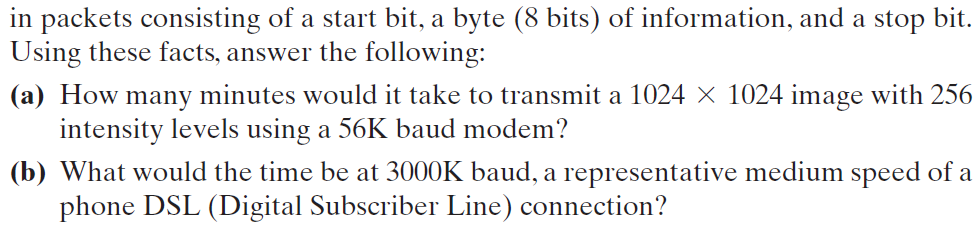 in packets consisting of a start bit, a byte (8 bits) of information, and a stop bit.
Using these facts, answer the following:
(a) How many minutes would it take to transmit a 1024 × 1024 image with 256
intensity levels using a 56K baud modem?
(b) What would the time be at 3000K baud, a representative medium speed of a
phone DSL (Digital Subscriber Line) connection?